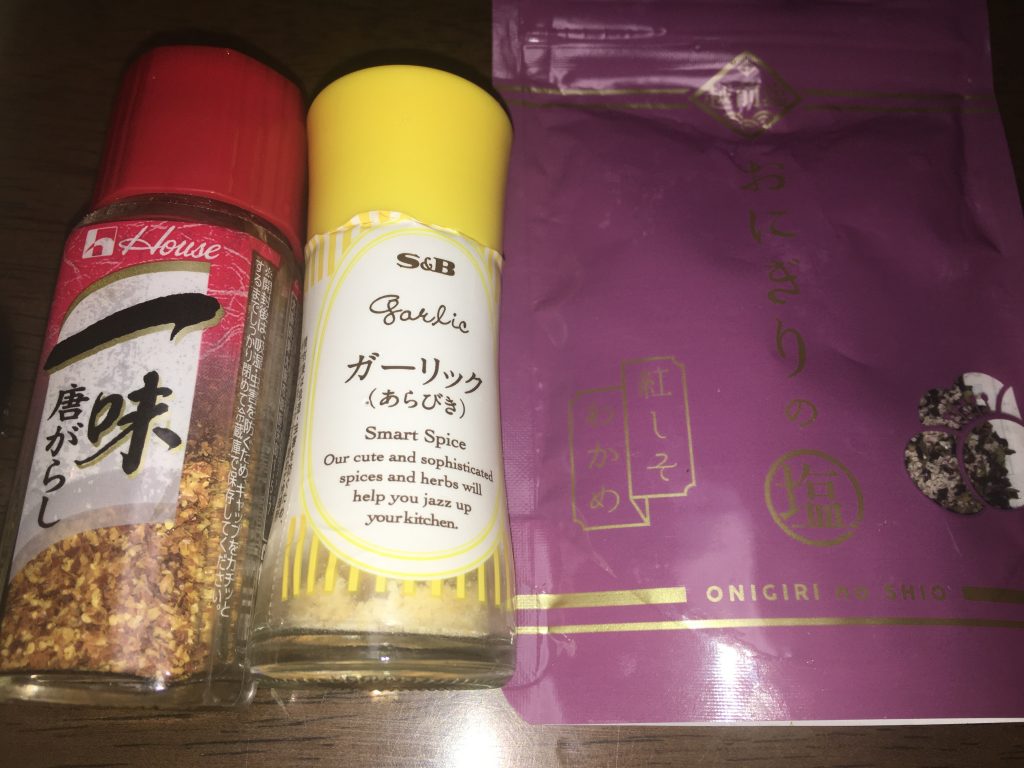 House
一味
唐がらし
S&B
garlic
ガーリック
(あらびき)
Smart Spice
Our cute and sophisticated
spices and herbs will
help you jazz up
your kitchen.
おにぎりの
塩
紅しそ
わかめ
ONIGIRI no SHIO